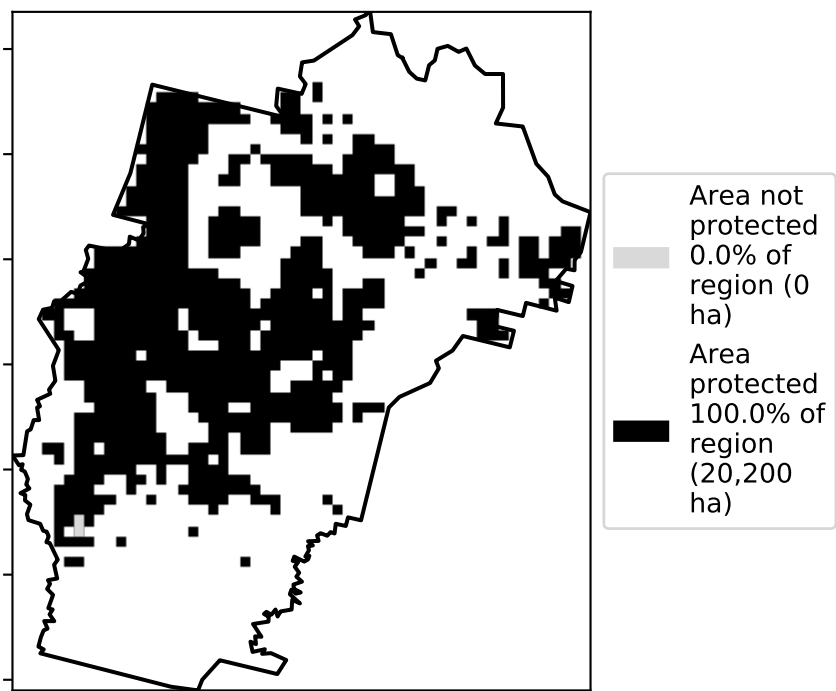 Area not
protected
0.0% of
region (0
ha)
Area
protected
100.0% of
region
(20,200
ha)